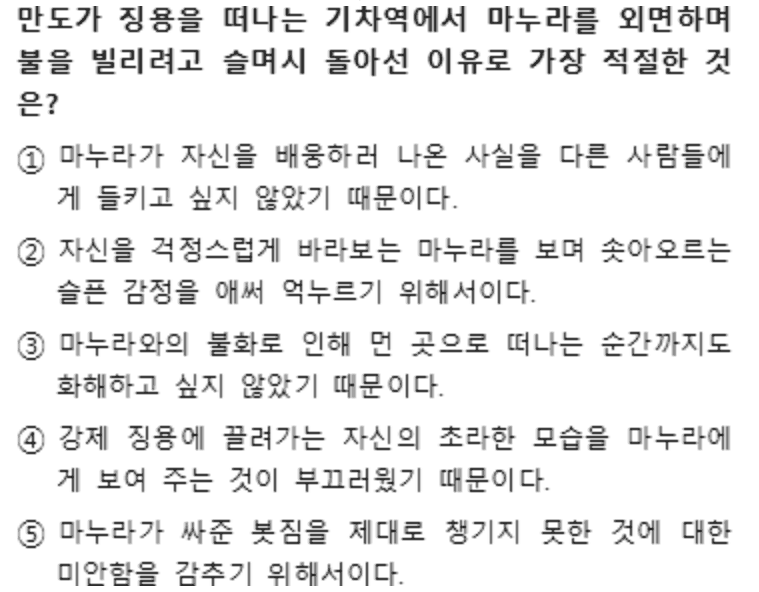 만도가 징용을 떠나는 기차역에서 마누라를 외면하며
불을 빌리려고 슬며시 돌아선 이유로 가장 적절한 것
은?
① 마누라가 자신을 배웅하러 나온 사실을 다른 사람들에
게 들키고 싶지 않았기 때문이다.
② 자신을 걱정스럽게 바라보는 마누라를 보며 솟아오르는
슬픈 감정을 애써 억누르기 위해서이다.
③ 마누라와의 불화로 인해 먼 곳으로 떠나는 순간까지도
화해하고 싶지 않았기 때문이다.
④ 강제 징용에 끌려가는 자신의 초라한 모습을 마누라에
게 보여 주는 것이 부끄러웠기 때문이다.
⑤ 마누라가 싸준 봇짐을 제대로 챙기지 못한 것에 대한
미안함을 감추기 위해서이다.